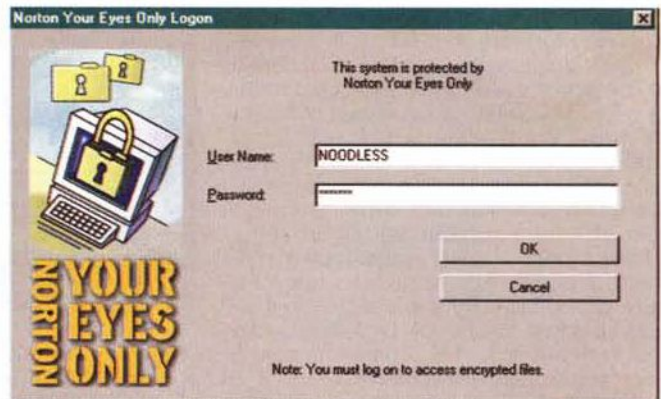 Norton Your Eyes Only Logon
This system is protected by
Norton Your Eyes Only
User Name: NOODLESS
Password: ******
OK
Cancel
NORTON
YOUR
EYES
ONLY
Note: You must log on to access encrypted files.